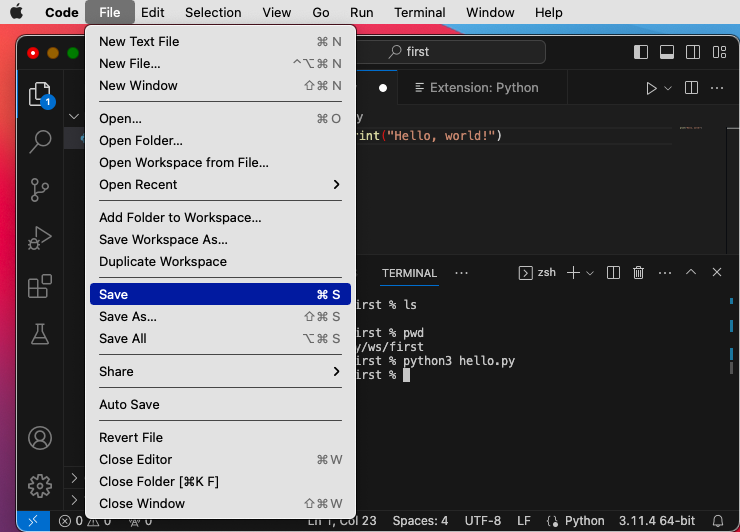 Code File Edit Selection View Go Run Terminal Window Help
first
New Text File ⌘ N
New File... ⌃⌥⌘ N
New Window ⇧⌘ N
Open... ⌘ O
Open Folder...
Open Workspace from File...
Open Recent
Add Folder to Workspace...
Save Workspace As...
Duplicate Workspace
Save ⌘ S
Save As... ⇧⌘ S
Save All ⌥⌘ S
Share
Auto Save
Revert File
Close Editor ⌘ W
Close Folder [⌘K F]
Close Window ⇧⌘ W
1
Extension: Python
y
int("Hello, world!")
TERMINAL
zsh
irst % ls
irst % pwd
y/ws/first
irst % python3 hello.py
irst %
0 0 0 Ln 1, Col 23 Spaces: 4 UTF-8 LF Python 3.11.4 64-bit